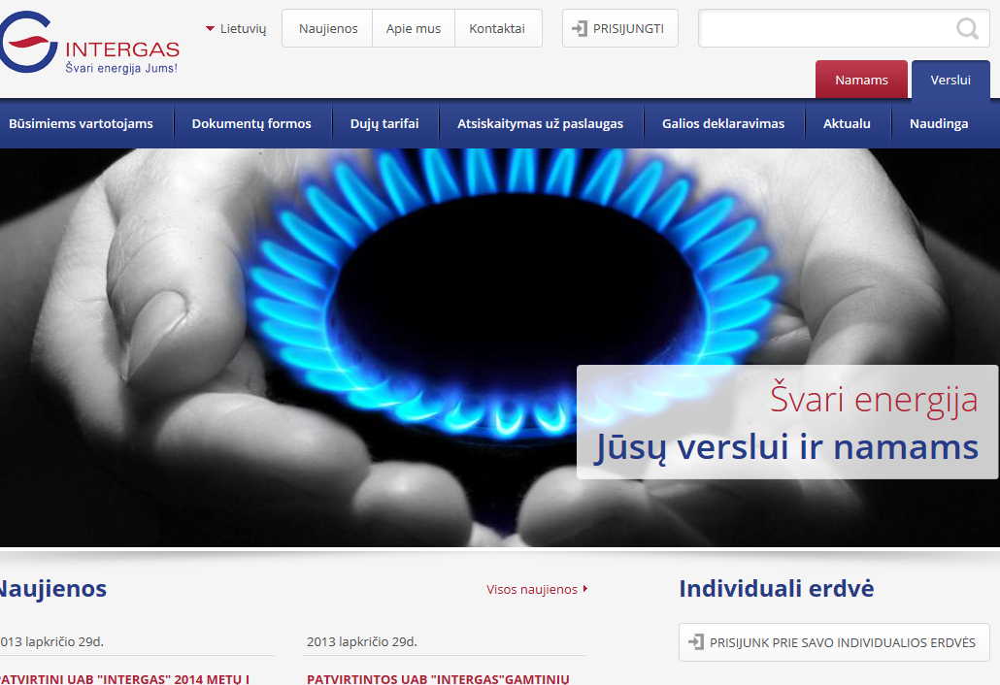 INTERGAS
Švari energija Jums!
Lietuvių
Naujienos
Apie mus
Kontaktai
PRISIJUNGTI
Namams
Verslui
Būsimiems vartotojams
Dokumentų formos
Dujų tarifai
Atsiskaitymas už paslaugas
Galios deklaravimas
Aktualu
Naudinga
Švari energija
Jūsų verslui ir namams
Naujienos
Visos naujienos
2013 lapkričio 29d.
PATVIRTINI UAB "INTERGAS" 2014 METŲ I
2013 lapkričio 29d.
PATVIRTINTOS UAB "INTERGAS"GAMTINIŲ
Individuali erdvė
PRISIJUNK PRIE SAVO INDIVIDUALIOS ERDVĖS